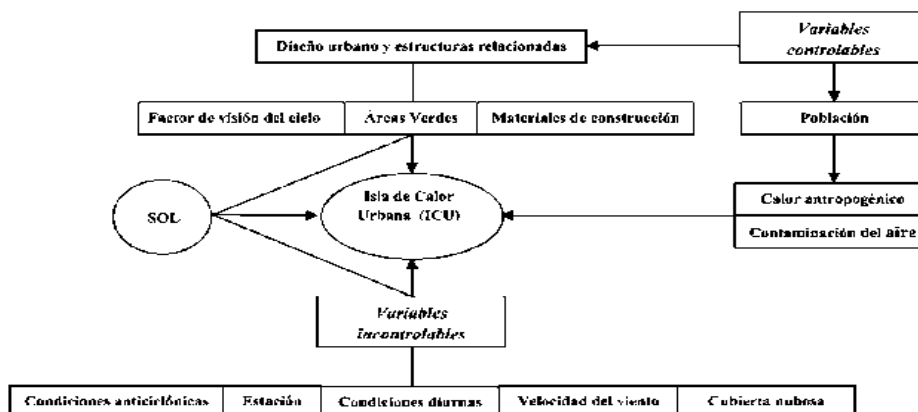 Variables
controlables
Diseño urbano y estructuras relacionadas
Factor de visión del cielo
Áreas Verdes
Materiales de construcción
Población
SOL
Isla de Calor
Urbana (ICU)
Calor antropogénico
Contaminación del aire
Variables
incontrolables
Condiciones anticiclónicas
Estación
Condiciones diurnas
Velocidad del viento
Cubierta nubosa